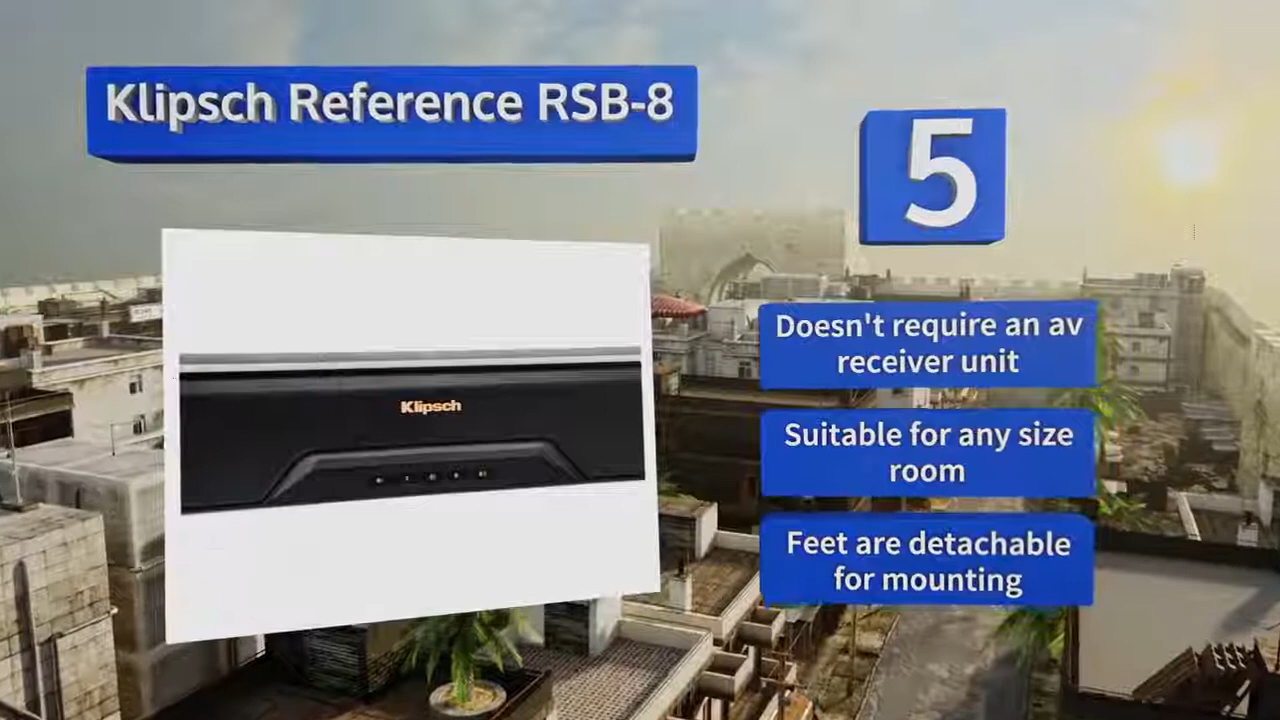 Klipsch Reference RSB-8
5
Klipsch
Doesn't require an av
receiver unit
Suitable for any size
room
Feet are detachable
for mounting